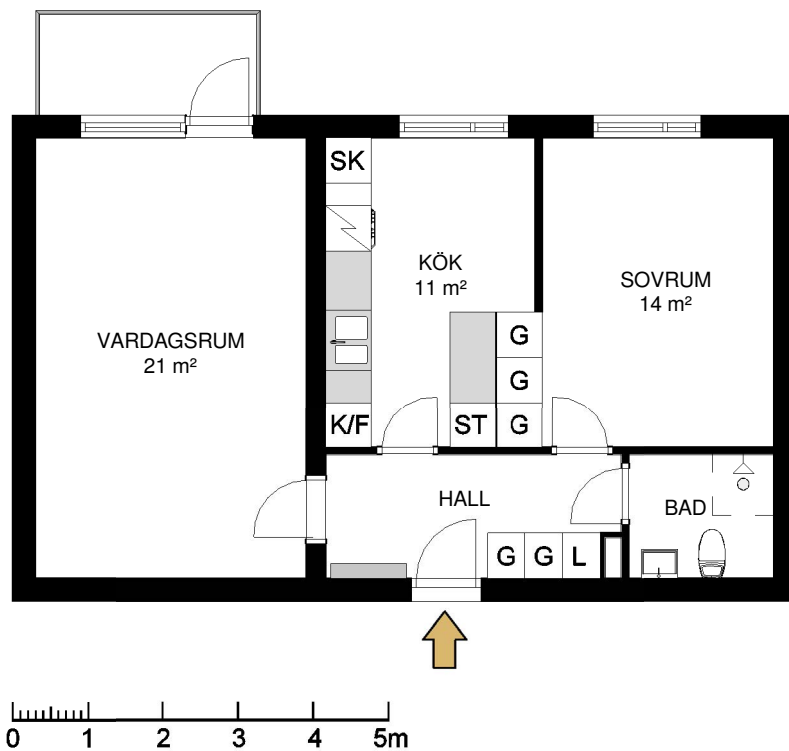 SK
KÖK
11 m²
SOVRUM
14 m²
VARDAGSRUM
21 m²
G
G
K/F
ST
G
HALL
BAD
G
G
L
0
1
2
3
4
5m